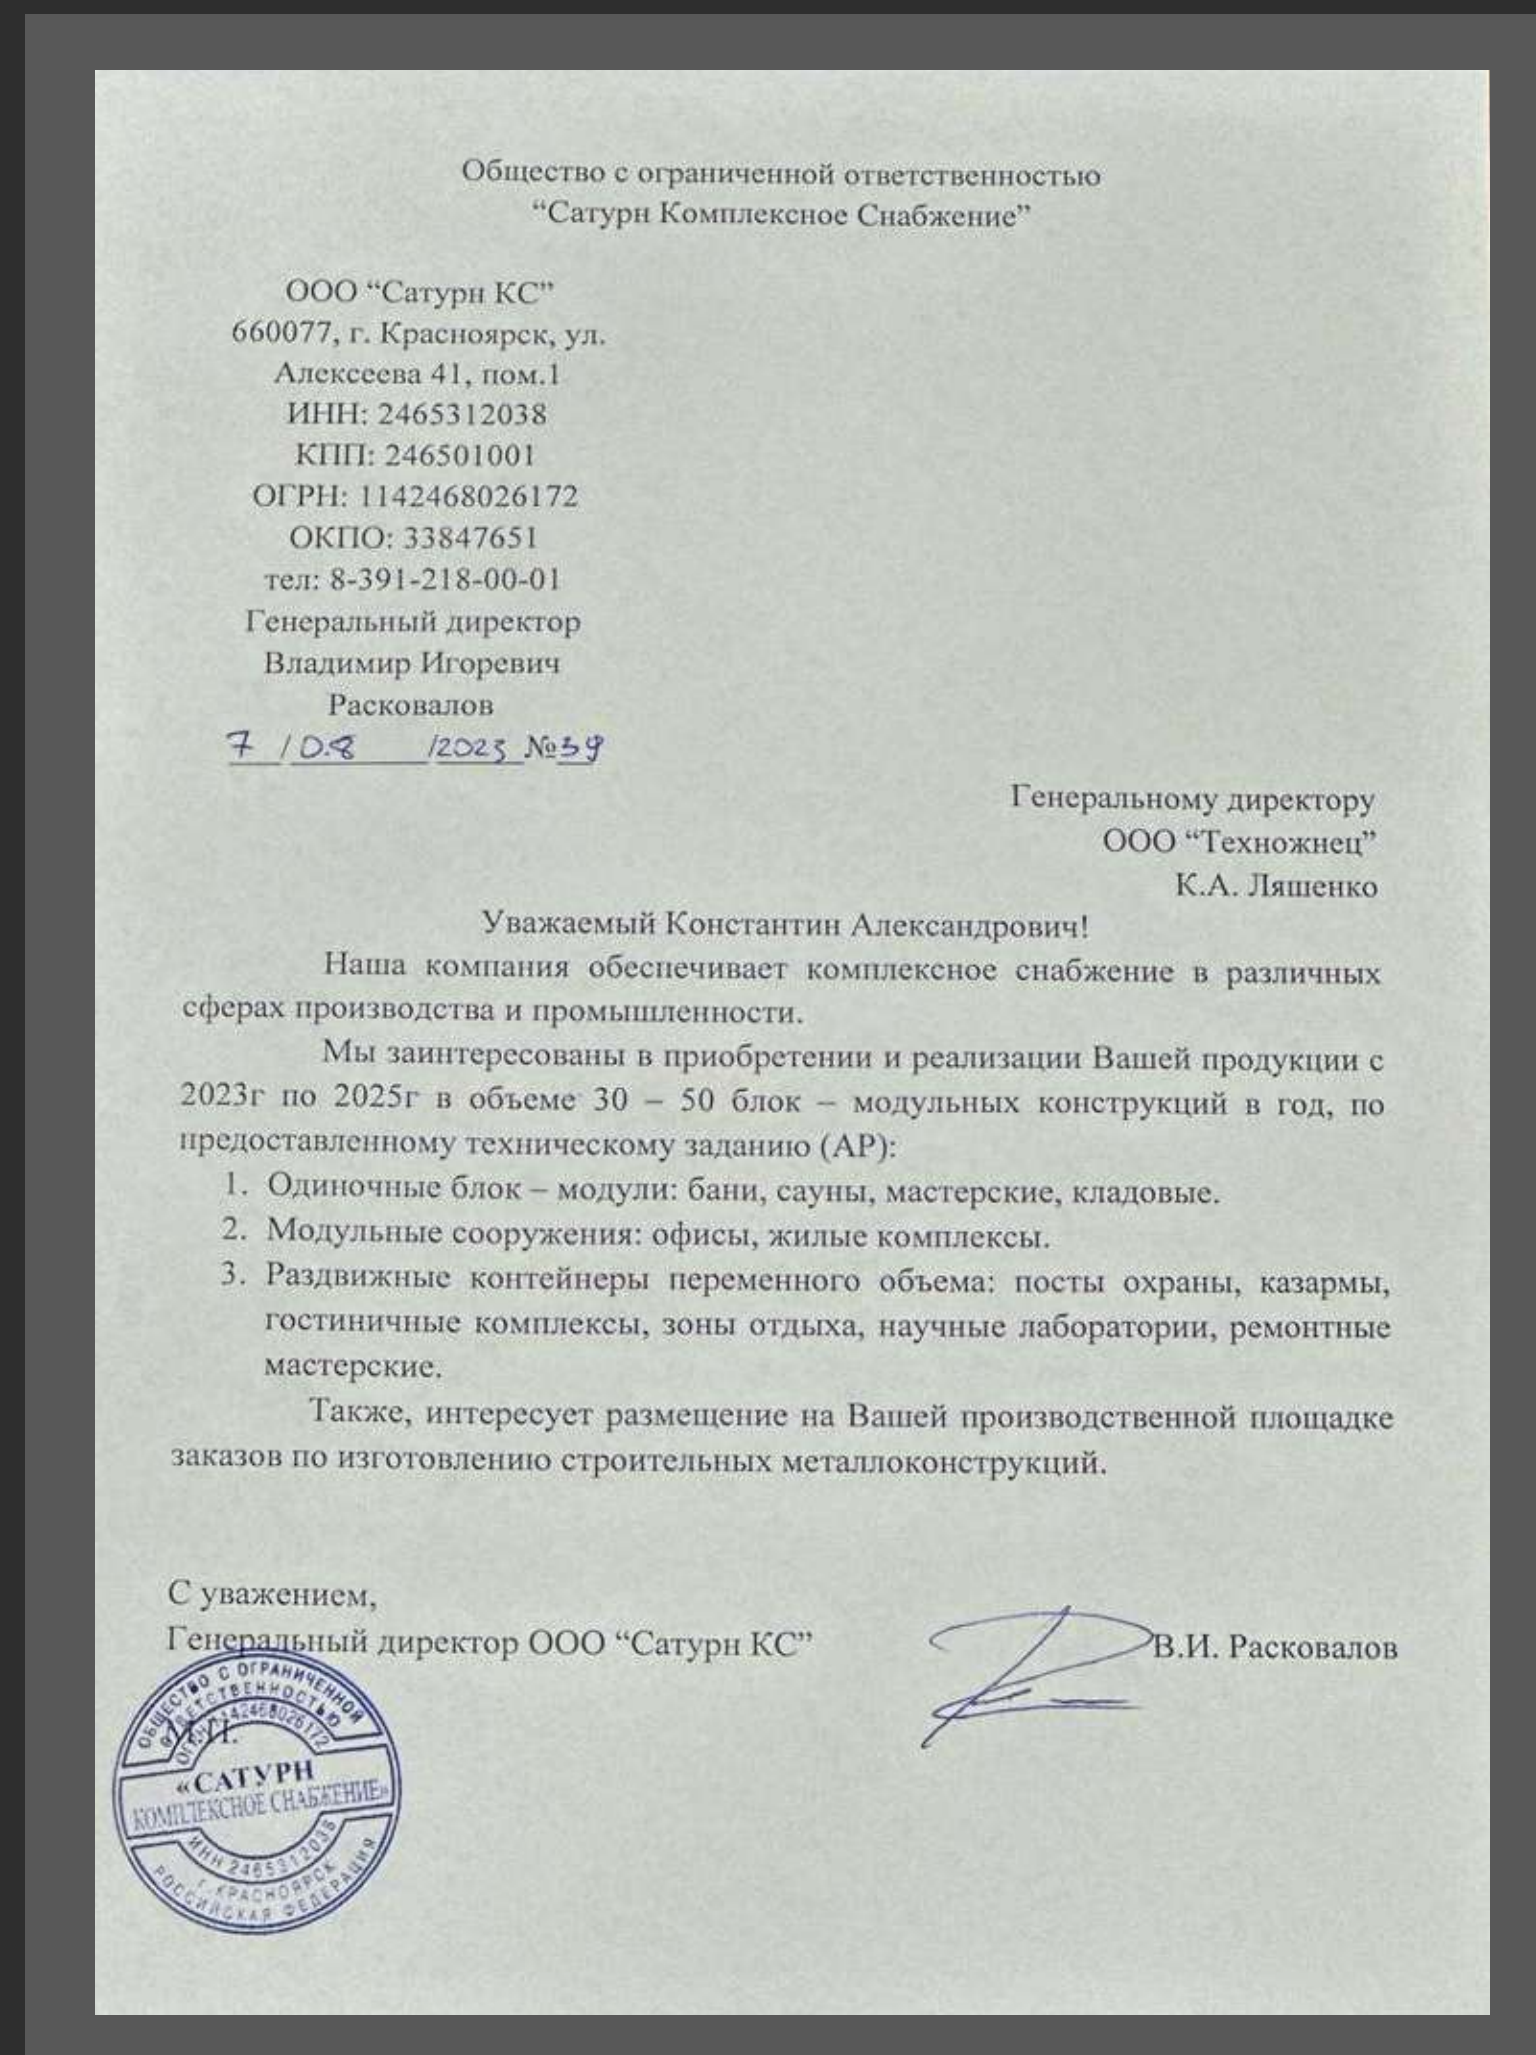 Общество с ограниченной ответственностью
“Сатурн Комплексное Снабжение”
ООО “Сатурн КС”
660077, г. Красноярск, ул.
Алексеева 41, пом.1
ИНН: 2465312038
КПП: 246501001
ОГРН: 1142468026172
ОКПО: 33847651
тел: 8-391-218-00-01
Генеральный директор
Владимир Игоревич
Расковалов
7 / 08 /2023 №39
Генеральному директору
ООО “Техножнец”
К.А. Ляшенко
Уважаемый Константин Александрович!
Наша компания обеспечивает комплексное снабжение в различных
сферах производства и промышленности.
Мы заинтересованы в приобретении и реализации Вашей продукции с
2023г по 2025г в объеме 30 – 50 блок – модульных конструкций в год, по
предоставленному техническому заданию (АР):
1. Одиночные блок – модули: бани, сауны, мастерские, кладовые.
2. Модульные сооружения: офисы, жилые комплексы.
3. Раздвижные контейнеры переменного объема: посты охраны, казармы,
гостиничные комплексы, зоны отдыха, научные лаборатории, ремонтные
мастерские.
Также, интересует размещение на Вашей производственной площадке
заказов по изготовлению строительных металлоконструкций.
С уважением,
Генеральный директор ООО “Сатурн КС”
В.И. Расковалов
М.П.
ОБЩЕСТВО С ОГРАНИЧЕННОЙ
ОТВЕТСТВЕННОСТЬЮ
ОГРН 1142468026172
«САТУРН
КОМПЛЕКСНОЕ СНАБЖЕНИЕ»
ИНН 2465312038
г. КРАСНОЯРСК
РОССИЙСКАЯ ФЕДЕРАЦИЯ